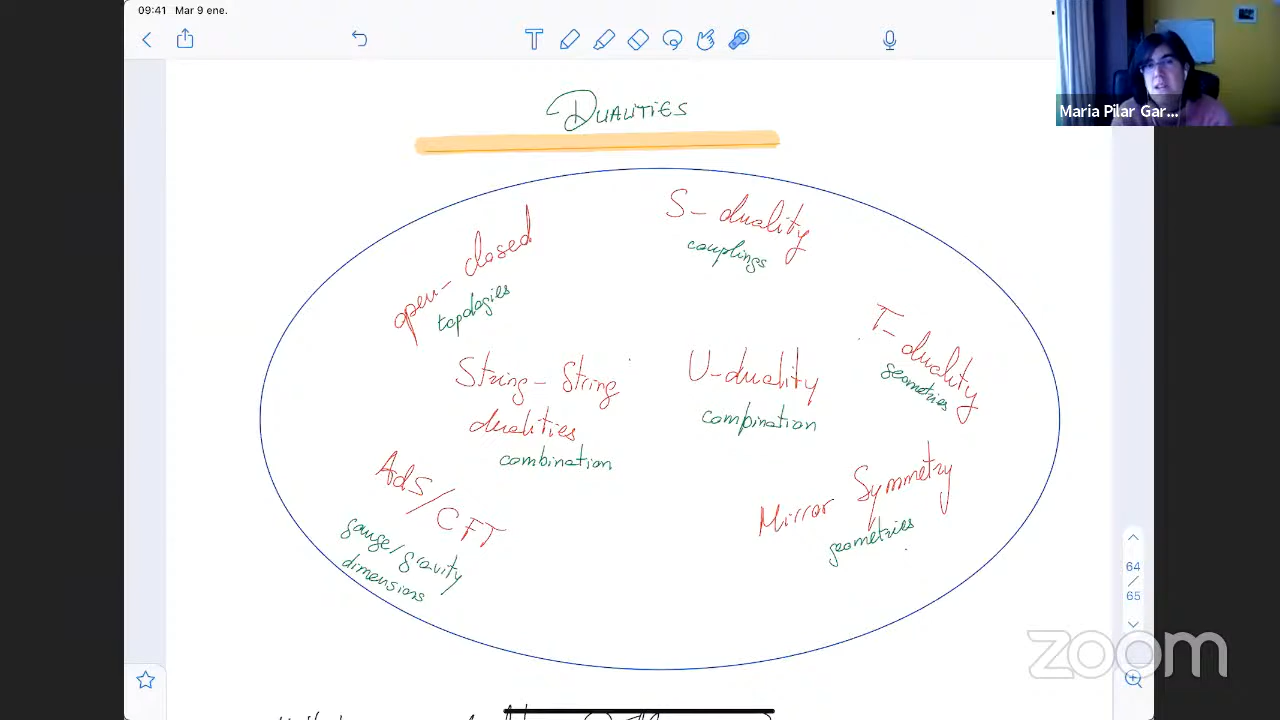 09:41 Mar 9 ene.
Maria Pilar Gar...
DUALITIES
S-duality
couplings
open-closed
topologies
T-duality
geometries
String-String
dualities
combination
U-duality
combination
AdS/CFT
gauge/gravity
dimensions
Mirror Symmetry
geometries
64
/
65
zoom